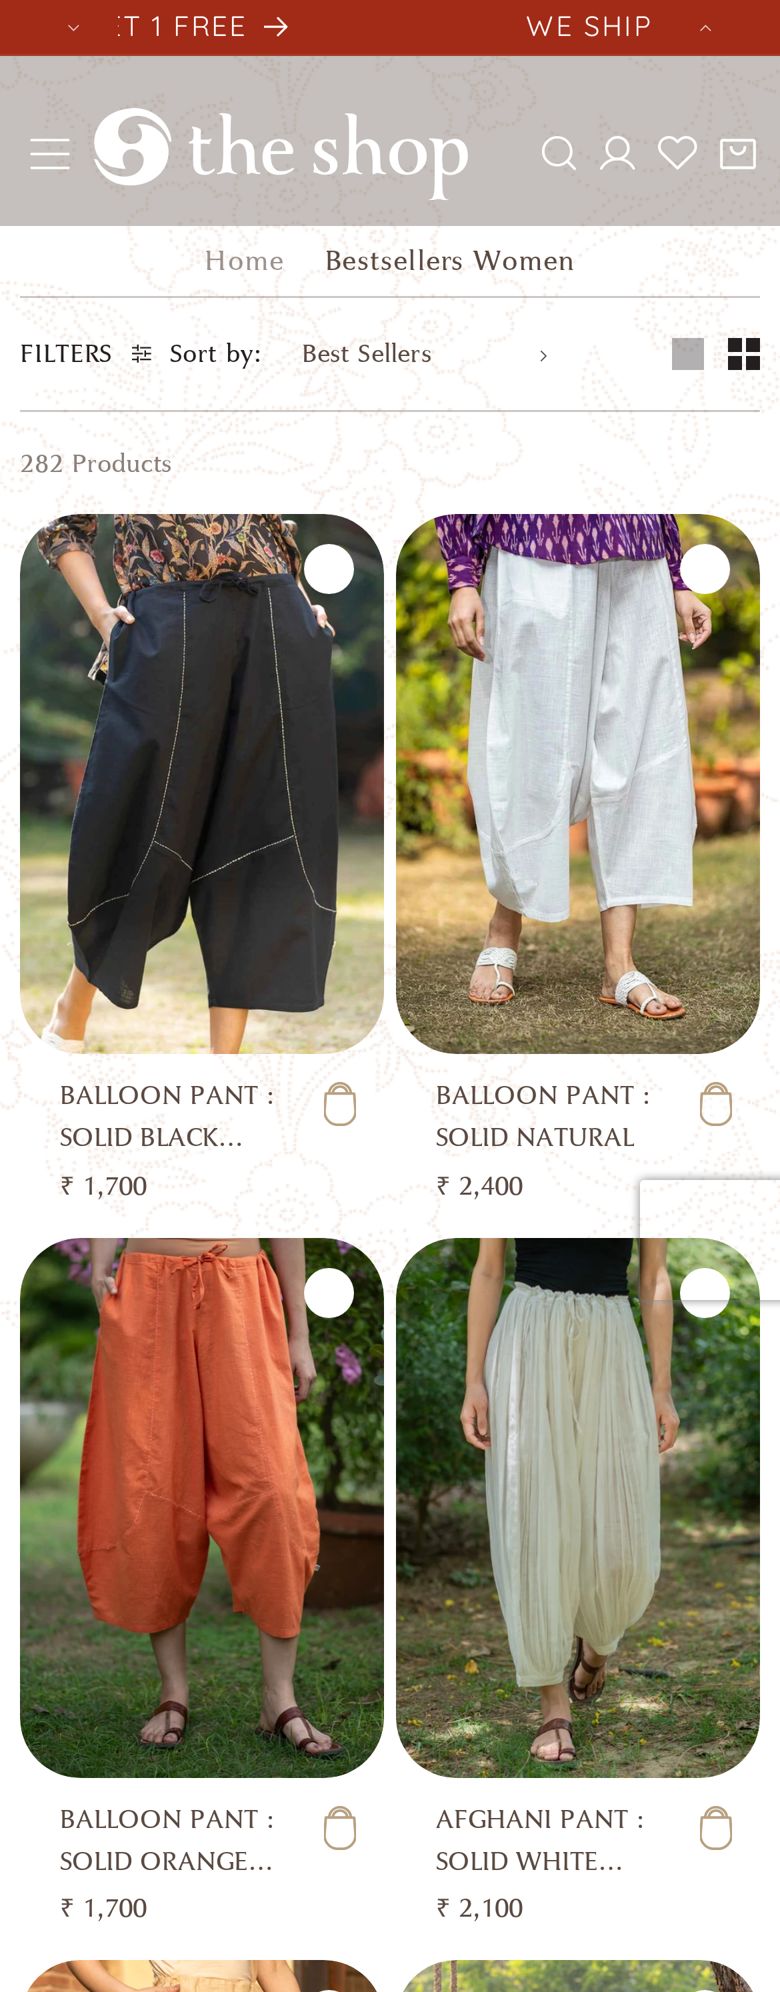 T 1 FREE →
WE SHIP
the shop
Home Bestsellers Women
FILTERS Sort by: Best Sellers
282 Products
BALLOON PANT :
SOLID BLACK...
₹ 1,700
BALLOON PANT :
SOLID NATURAL
₹ 2,400
BALLOON PANT :
SOLID ORANGE...
₹ 1,700
AFGHANI PANT :
SOLID WHITE...
₹ 2,100